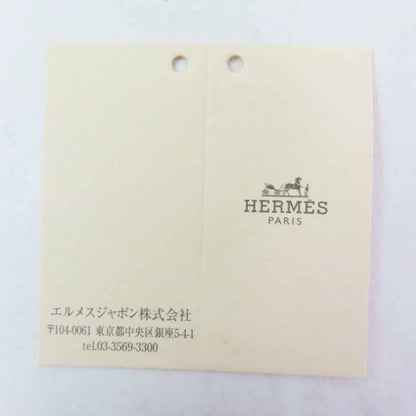 HERMÈS
PARIS
エルメスジャポン株式会社
〒104-0061 東京都中央区銀座5-4-1
tel.03-3569-3300